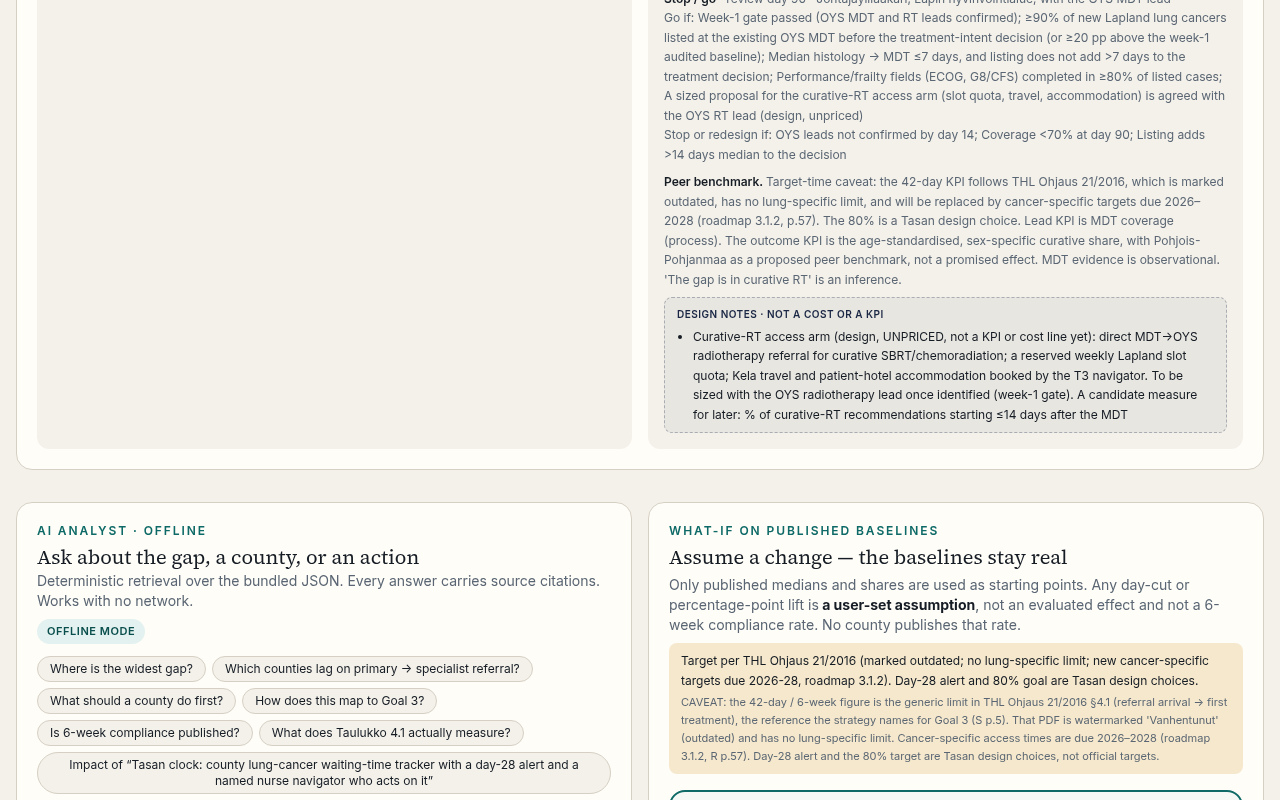 Stop / go · review day 90 · Johtajaylilääkäri, Lapin hyvinvointialue, with the OYS MDT lead
Go if: Week-1 gate passed (OYS MDT and RT leads confirmed); ≥90% of new Lapland lung cancers
listed at the existing OYS MDT before the treatment-intent decision (or ≥20 pp above the week-1
audited baseline); Median histology → MDT ≤7 days, and listing does not add >7 days to the
treatment decision; Performance/frailty fields (ECOG, G8/CFS) completed in ≥80% of listed cases;
A sized proposal for the curative-RT access arm (slot quota, travel, accommodation) is agreed with
the OYS RT lead (design, unpriced)
Stop or redesign if: OYS leads not confirmed by day 14; Coverage <70% at day 90; Listing adds
>14 days median to the decision
Peer benchmark. Target-time caveat: the 42-day KPI follows THL Ohjaus 21/2016, which is marked
outdated, has no lung-specific limit, and will be replaced by cancer-specific targets due 2026–
2028 (roadmap 3.1.2, p.57). The 80% is a Tasan design choice. Lead KPI is MDT coverage
(process). The outcome KPI is the age-standardised, sex-specific curative share, with Pohjois-
Pohjanmaa as a proposed peer benchmark, not a promised effect. MDT evidence is observational.
'The gap is in curative RT' is an inference.
DESIGN NOTES · NOT A COST OR A KPI
• Curative-RT access arm (design, UNPRICED, not a KPI or cost line yet): direct MDT→OYS
radiotherapy referral for curative SBRT/chemoradiation; a reserved weekly Lapland slot
quota; Kela travel and patient-hotel accommodation booked by the T3 navigator. To be
sized with the OYS radiotherapy lead once identified (week-1 gate). A candidate measure
for later: % of curative-RT recommendations starting ≤14 days after the MDT
AI ANALYST · OFFLINE
Ask about the gap, a county, or an action
Deterministic retrieval over the bundled JSON. Every answer carries source citations.
Works with no network.
OFFLINE MODE
Where is the widest gap?
Which counties lag on primary → specialist referral?
What should a county do first?
How does this map to Goal 3?
Is 6-week compliance published?
What does Taulukko 4.1 actually measure?
Impact of “Tasan clock: county lung-cancer waiting-time tracker with a day-28 alert and a
named nurse navigator who acts on it”
WHAT-IF ON PUBLISHED BASELINES
Assume a change — the baselines stay real
Only published medians and shares are used as starting points. Any day-cut or
percentage-point lift is a user-set assumption, not an evaluated effect and not a 6-
week compliance rate. No county publishes that rate.
Target per THL Ohjaus 21/2016 (marked outdated; no lung-specific limit; new cancer-specific
targets due 2026-28, roadmap 3.1.2). Day-28 alert and 80% goal are Tasan design choices.
CAVEAT: the 42-day / 6-week figure is the generic limit in THL Ohjaus 21/2016 §4.1 (referral arrival → first
treatment), the reference the strategy names for Goal 3 (S p.5). That PDF is watermarked 'Vanhentunut'
(outdated) and has no lung-specific limit. Cancer-specific access times are due 2026–2028 (roadmap
3.1.2, R p.57). Day-28 alert and the 80% target are Tasan design choices, not official targets.